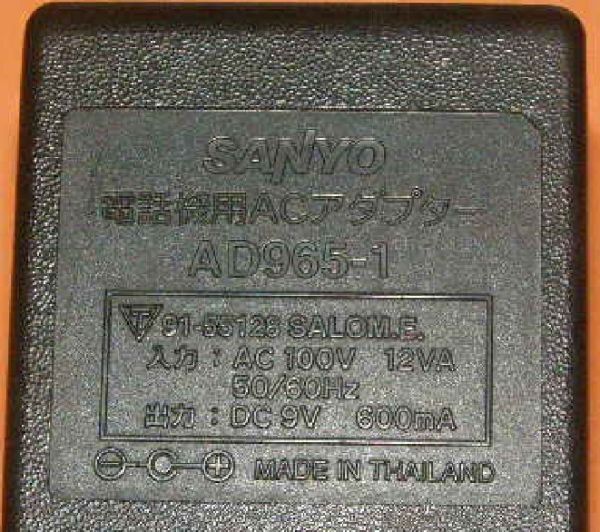 SANYO
電話機用ACアダプター
AD965-1
T 91-55128 SALOM.E.
入力：AC 100V 12VA
50/60Hz
出力：DC 9V 600mA
MADE IN THAILAND